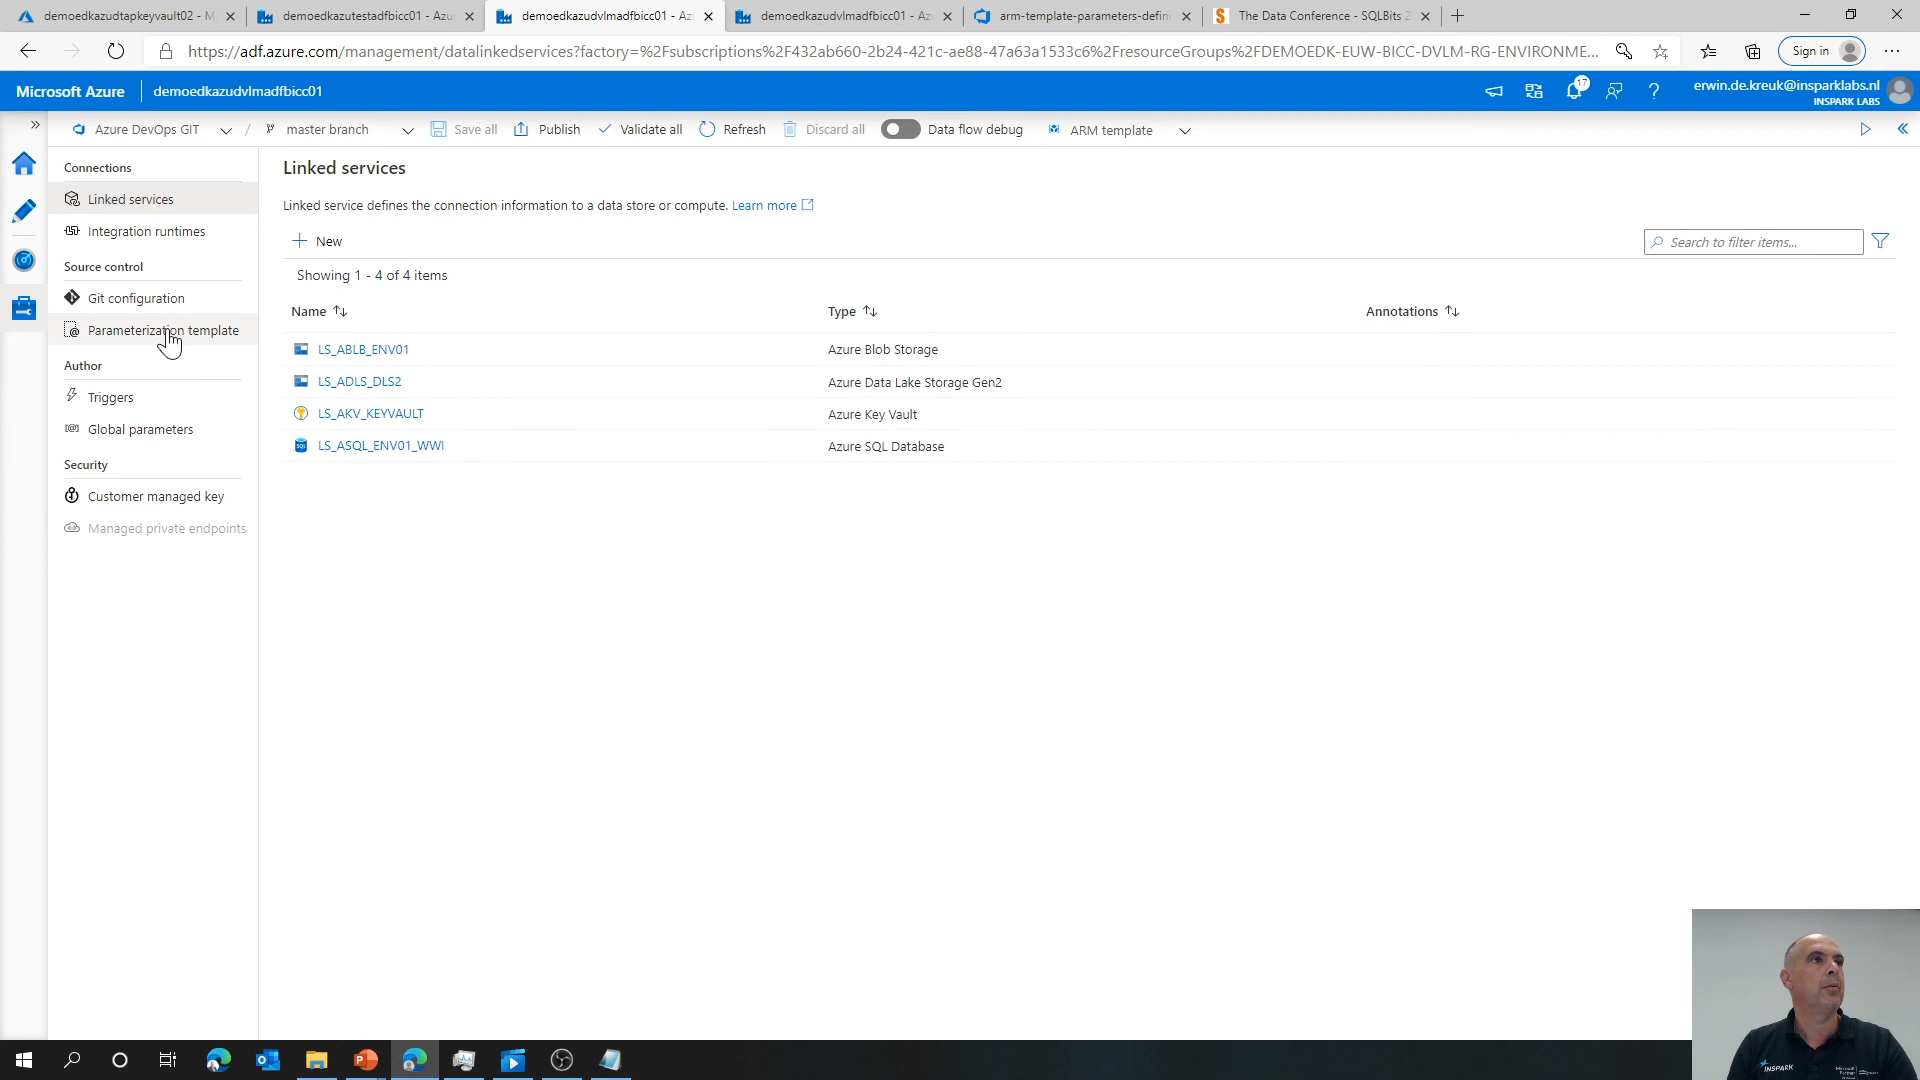 demoedkazudtapkeyvault02 - M
demoedkazutestadfbicc01 - Azu
demoedkazudvlmadfbicc01 - Az
demoedkazudvlmadfbicc01 - Az
arm-template-parameters-defini
The Data Conference - SQLBits 2
https://adf.azure.com/management/datalinkedservices?factory=%2Fsubscriptions%2F432ab660-2b24-421c-ae88-47a63a1533c6%2FresourceGroups%2FDEMOEDK-EUW-BICC-DVLM-RG-ENVIRONME...
Sign in
Microsoft Azure
demoedkazudvlmadfbicc01
17
erwin.de.kreuk@insparklabs.nl
INSPARK LABS
Azure DevOps GIT
/
master branch
Save all
Publish
Validate all
Refresh
Discard all
Data flow debug
ARM template
Connections
Linked services
Integration runtimes
Source control
Git configuration
Parameterization template
Author
Triggers
Global parameters
Security
Customer managed key
Managed private endpoints
Linked services
Linked service defines the connection information to a data store or compute. Learn more
New
Search to filter items...
Showing 1 - 4 of 4 items
Name Type Annotations
LS_ABLB_ENV01 Azure Blob Storage
LS_ADLS_DLS2 Azure Data Lake Storage Gen2
LS_AKV_KEYVAULT Azure Key Vault
LS_ASQL_ENV01_WWI Azure SQL Database
INSPARK